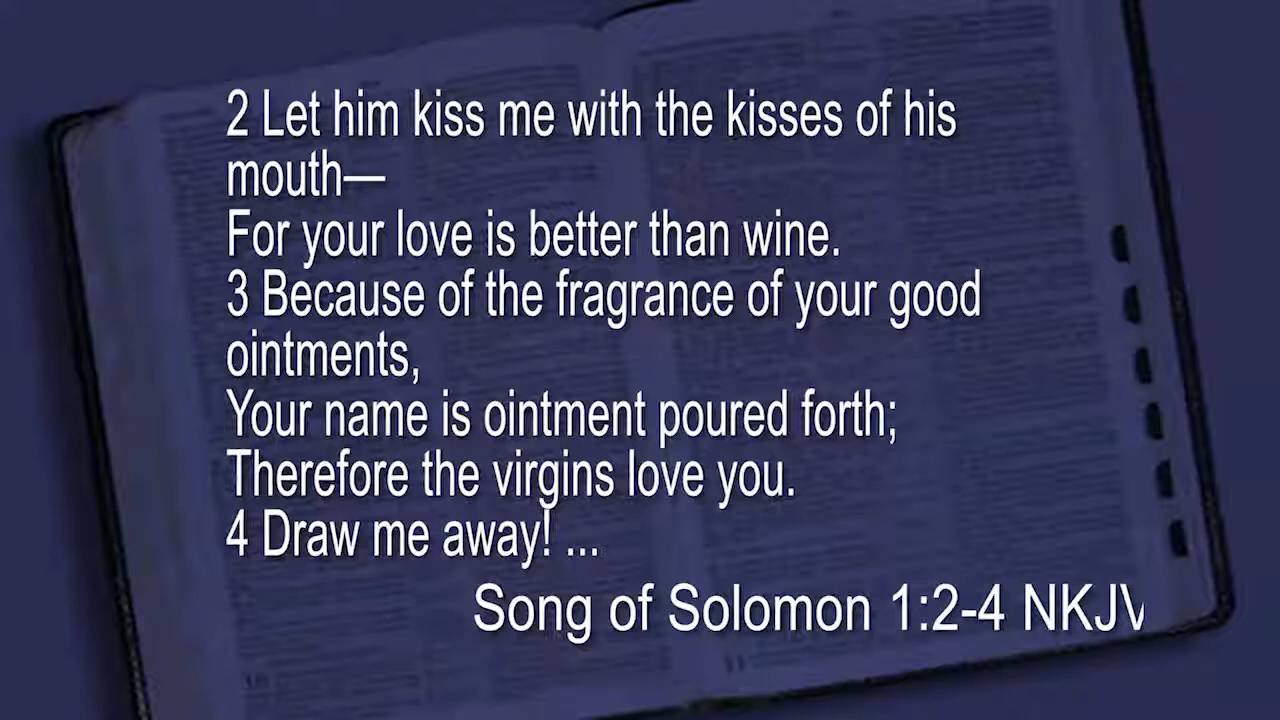 2 Let him kiss me with the kisses of his
mouth—
For your love is better than wine.
3 Because of the fragrance of your good
ointments,
Your name is ointment poured forth;
Therefore the virgins love you.
4 Draw me away! ...
Song of Solomon 1:2-4 NKJV